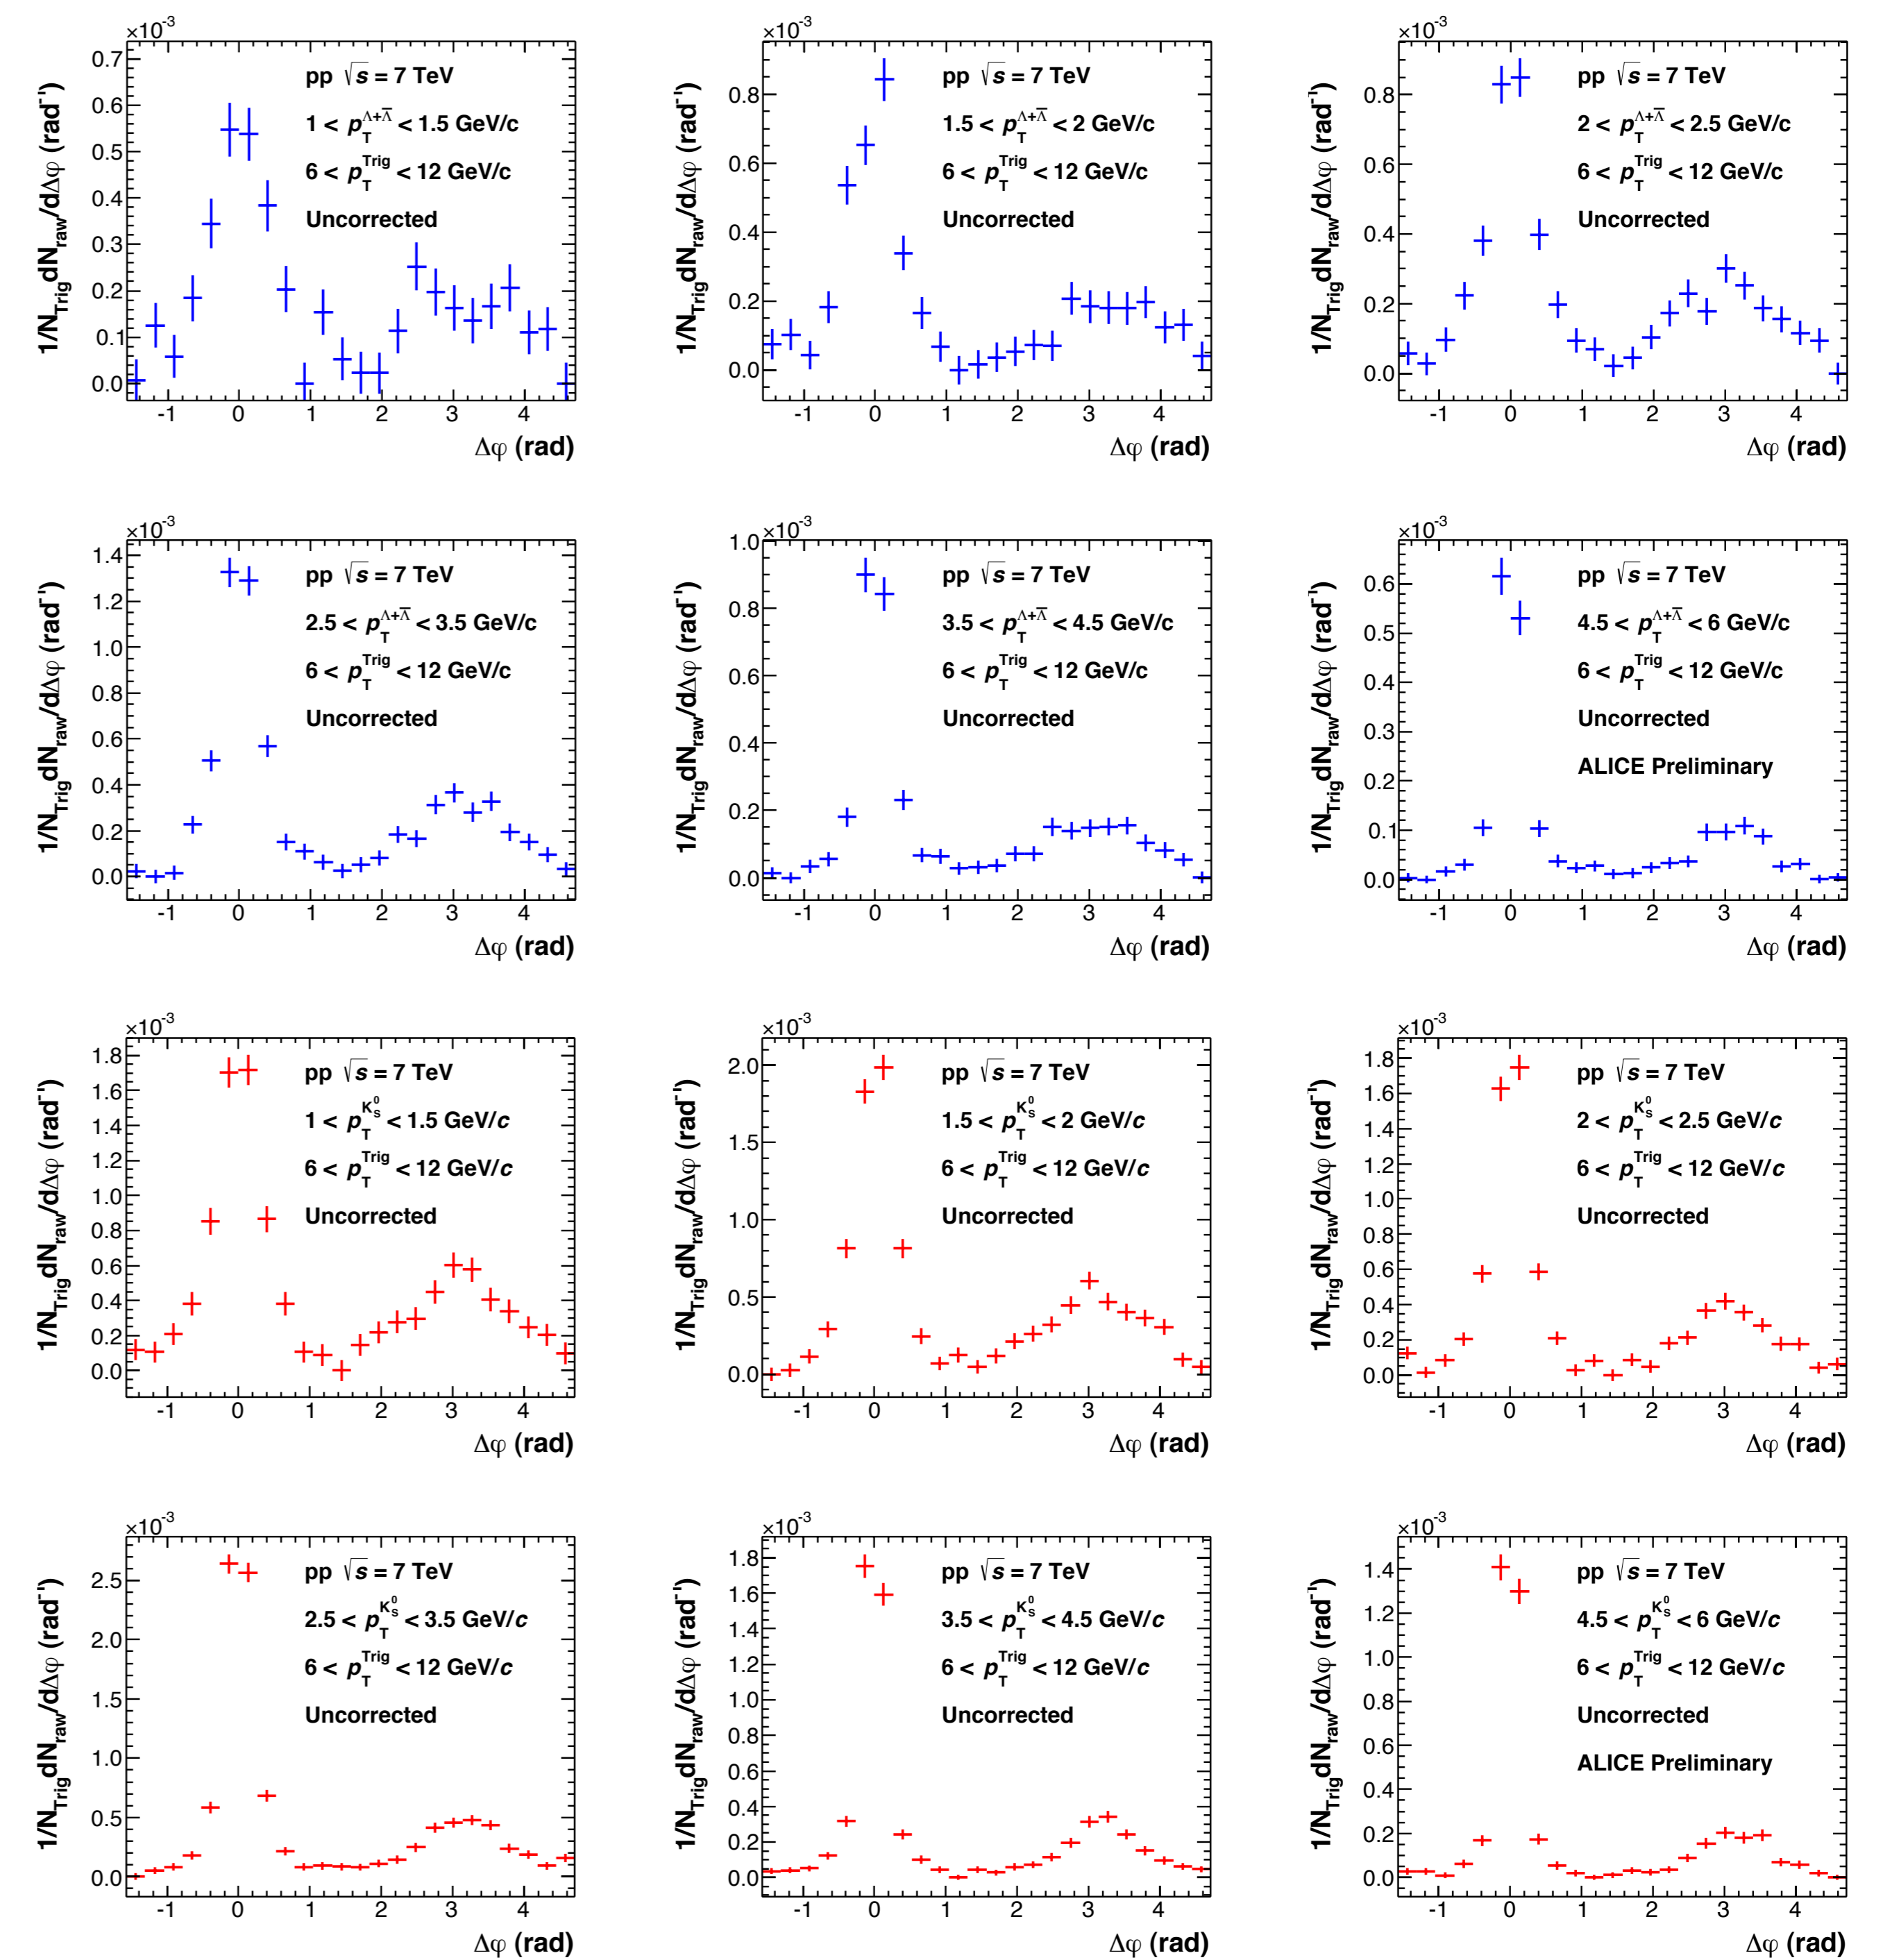 ×10⁻³
1/N_Trig dN_raw/dΔφ (rad⁻¹)
0.7
0.6
0.5
0.4
0.3
0.2
0.1
0.0
pp √s = 7 TeV
1 < p_T^Λ+Λ̅ < 1.5 GeV/c
6 < p_T^Trig < 12 GeV/c
Uncorrected
-1 0 1 2 3 4
Δφ (rad)
×10⁻³
1/N_Trig dN_raw/dΔφ (rad⁻¹)
0.8
0.6
0.4
0.2
0.0
pp √s = 7 TeV
1.5 < p_T^Λ+Λ̅ < 2 GeV/c
6 < p_T^Trig < 12 GeV/c
Uncorrected
-1 0 1 2 3 4
Δφ (rad)
×10⁻³
1/N_Trig dN_raw/dΔφ (rad⁻¹)
0.8
0.6
0.4
0.2
0.0
pp √s = 7 TeV
2 < p_T^Λ+Λ̅ < 2.5 GeV/c
6 < p_T^Trig < 12 GeV/c
Uncorrected
-1 0 1 2 3 4
Δφ (rad)
×10⁻³
1/N_Trig dN_raw/dΔφ (rad⁻¹)
1.4
1.2
1.0
0.8
0.6
0.4
0.2
0.0
pp √s = 7 TeV
2.5 < p_T^Λ+Λ̅ < 3.5 GeV/c
6 < p_T^Trig < 12 GeV/c
Uncorrected
-1 0 1 2 3 4
Δφ (rad)
×10⁻³
1/N_Trig dN_raw/dΔφ (rad⁻¹)
1.0
0.8
0.6
0.4
0.2
0.0
pp √s = 7 TeV
3.5 < p_T^Λ+Λ̅ < 4.5 GeV/c
6 < p_T^Trig < 12 GeV/c
Uncorrected
-1 0 1 2 3 4
Δφ (rad)
×10⁻³
1/N_Trig dN_raw/dΔφ (rad⁻¹)
0.6
0.5
0.4
0.3
0.2
0.1
0.0
pp √s = 7 TeV
4.5 < p_T^Λ+Λ̅ < 6 GeV/c
6 < p_T^Trig < 12 GeV/c
Uncorrected
ALICE Preliminary
-1 0 1 2 3 4
Δφ (rad)
×10⁻³
1/N_Trig dN_raw/dΔφ (rad⁻¹)
1.8
1.6
1.4
1.2
1.0
0.8
0.6
0.4
0.2
0.0
pp √s = 7 TeV
1 < p_T^K⁰_S < 1.5 GeV/c
6 < p_T^Trig < 12 GeV/c
Uncorrected
-1 0 1 2 3 4
Δφ (rad)
×10⁻³
1/N_Trig dN_raw/dΔφ (rad⁻¹)
2.0
1.5
1.0
0.5
0.0
pp √s = 7 TeV
1.5 < p_T^K⁰_S < 2 GeV/c
6 < p_T^Trig < 12 GeV/c
Uncorrected
-1 0 1 2 3 4
Δφ (rad)
×10⁻³
1/N_Trig dN_raw/dΔφ (rad⁻¹)
1.8
1.6
1.4
1.2
1.0
0.8
0.6
0.4
0.2
0.0
pp √s = 7 TeV
2 < p_T^K⁰_S < 2.5 GeV/c
6 < p_T^Trig < 12 GeV/c
Uncorrected
-1 0 1 2 3 4
Δφ (rad)
×10⁻³
1/N_Trig dN_raw/dΔφ (rad⁻¹)
2.5
2.0
1.5
1.0
0.5
0.0
pp √s = 7 TeV
2.5 < p_T^K⁰_S < 3.5 GeV/c
6 < p_T^Trig < 12 GeV/c
Uncorrected
-1 0 1 2 3 4
Δφ (rad)
×10⁻³
1/N_Trig dN_raw/dΔφ (rad⁻¹)
1.8
1.6
1.4
1.2
1.0
0.8
0.6
0.4
0.2
0.0
pp √s = 7 TeV
3.5 < p_T^K⁰_S < 4.5 GeV/c
6 < p_T^Trig < 12 GeV/c
Uncorrected
-1 0 1 2 3 4
Δφ (rad)
×10⁻³
1/N_Trig dN_raw/dΔφ (rad⁻¹)
1.4
1.2
1.0
0.8
0.6
0.4
0.2
0.0
pp √s = 7 TeV
4.5 < p_T^K⁰_S < 6 GeV/c
6 < p_T^Trig < 12 GeV/c
Uncorrected
ALICE Preliminary
-1 0 1 2 3 4
Δφ (rad)